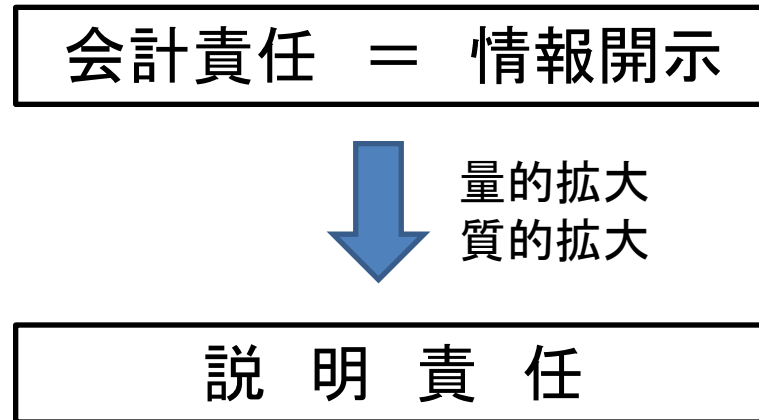 会計責任 ＝ 情報開示
量的拡大
質的拡大
説 明 責 任